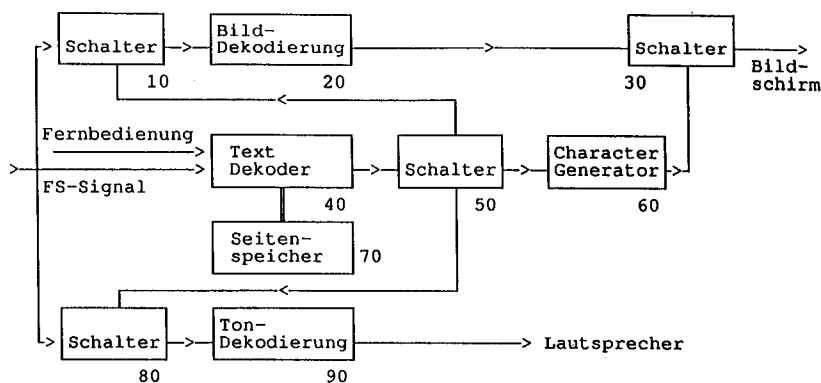 Schalter
10
Bild-
Dekodierung
20
Schalter
30
Bild-
schirm
Fernbedienung
FS-Signal
Text
Dekoder
40
Schalter
50
Character
Generator
60
Seiten-
speicher
70
Schalter
80
Ton-
Dekodierung
90
Lautsprecher